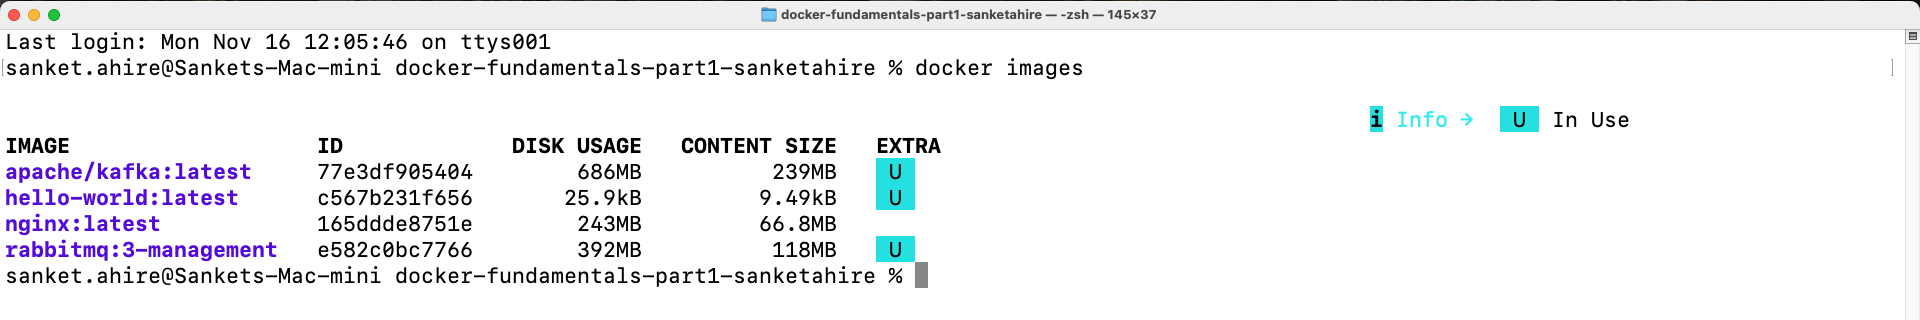 docker-fundamentals-part1-sanketahire — -zsh — 145×37
Last login: Mon Nov 16 12:05:46 on ttys001
[sanket.ahire@Sankets-Mac-mini docker-fundamentals-part1-sanketahire % docker images ]
i Info → U In Use
IMAGE ID DISK USAGE CONTENT SIZE EXTRA
apache/kafka:latest 77e3df905404 686MB 239MB U
hello-world:latest c567b231f656 25.9kB 9.49kB U
nginx:latest 165ddde8751e 243MB 66.8MB
rabbitmq:3-management e582c0bc7766 392MB 118MB U
sanket.ahire@Sankets-Mac-mini docker-fundamentals-part1-sanketahire %